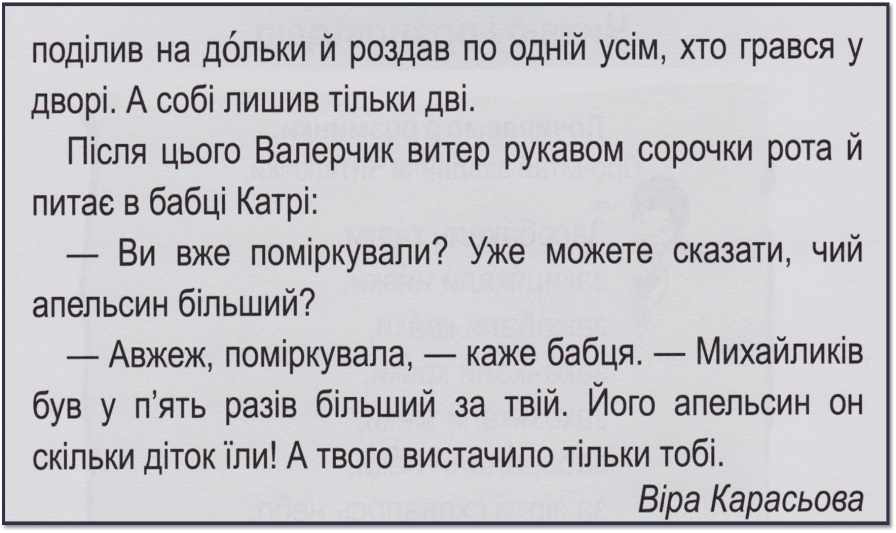 поділив на до́льки й роздав по одній усім, хто грався у
дворі. А собі лишив тільки дві.
Після цього Валерчик витер рукавом сорочки рота й
питає в бабці Катрі:
— Ви вже поміркували? Уже можете сказати, чий
апельсин більший?
— Авжеж, поміркувала, — каже бабця. — Михайликів
був у п’ять разів більший за твій. Його апельсин он
скільки діток їли! А твого вистачило тільки тобі.
Віра Карасьова